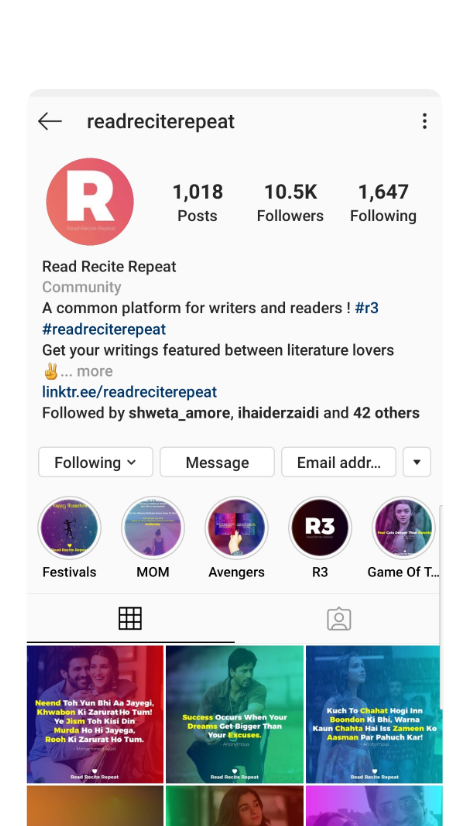 readreciterepeat
R
Read Recite Repeat
1,018 10.5K 1,647
Posts Followers Following
Read Recite Repeat
Community
A common platform for writers and readers ! #r3
#readreciterepeat
Get your writings featured between literature lovers
✌️... more
linktr.ee/readreciterepeat
Followed by shweta_amore, ihaiderzaidi and 42 others
Following Message Email addr...
R3
Read Recite Repeat
Festivals MOM Avengers R3 Game Of T...
Neend Toh Yun Bhi Aa Jayegi,
Khwabon Ki Zarurat Ho Tum!
Ye Jism Toh Kisi Din
Murda Ho Hi Jayega,
Rooh Ki Zarurat Ho Tum.
Read Recite Repeat
Success Occurs When Your
Dreams Get Bigger Than
Your Excuses.
- Anonymous
Read Recite Repeat
Kuch To Chahat Hogi Inn
Boondon Ki Bhi, Warna
Kaun Chahta Hai Iss Zameen Ko
Aasman Par Pahuch Kar!
- Anonymous
Read Recite Repeat